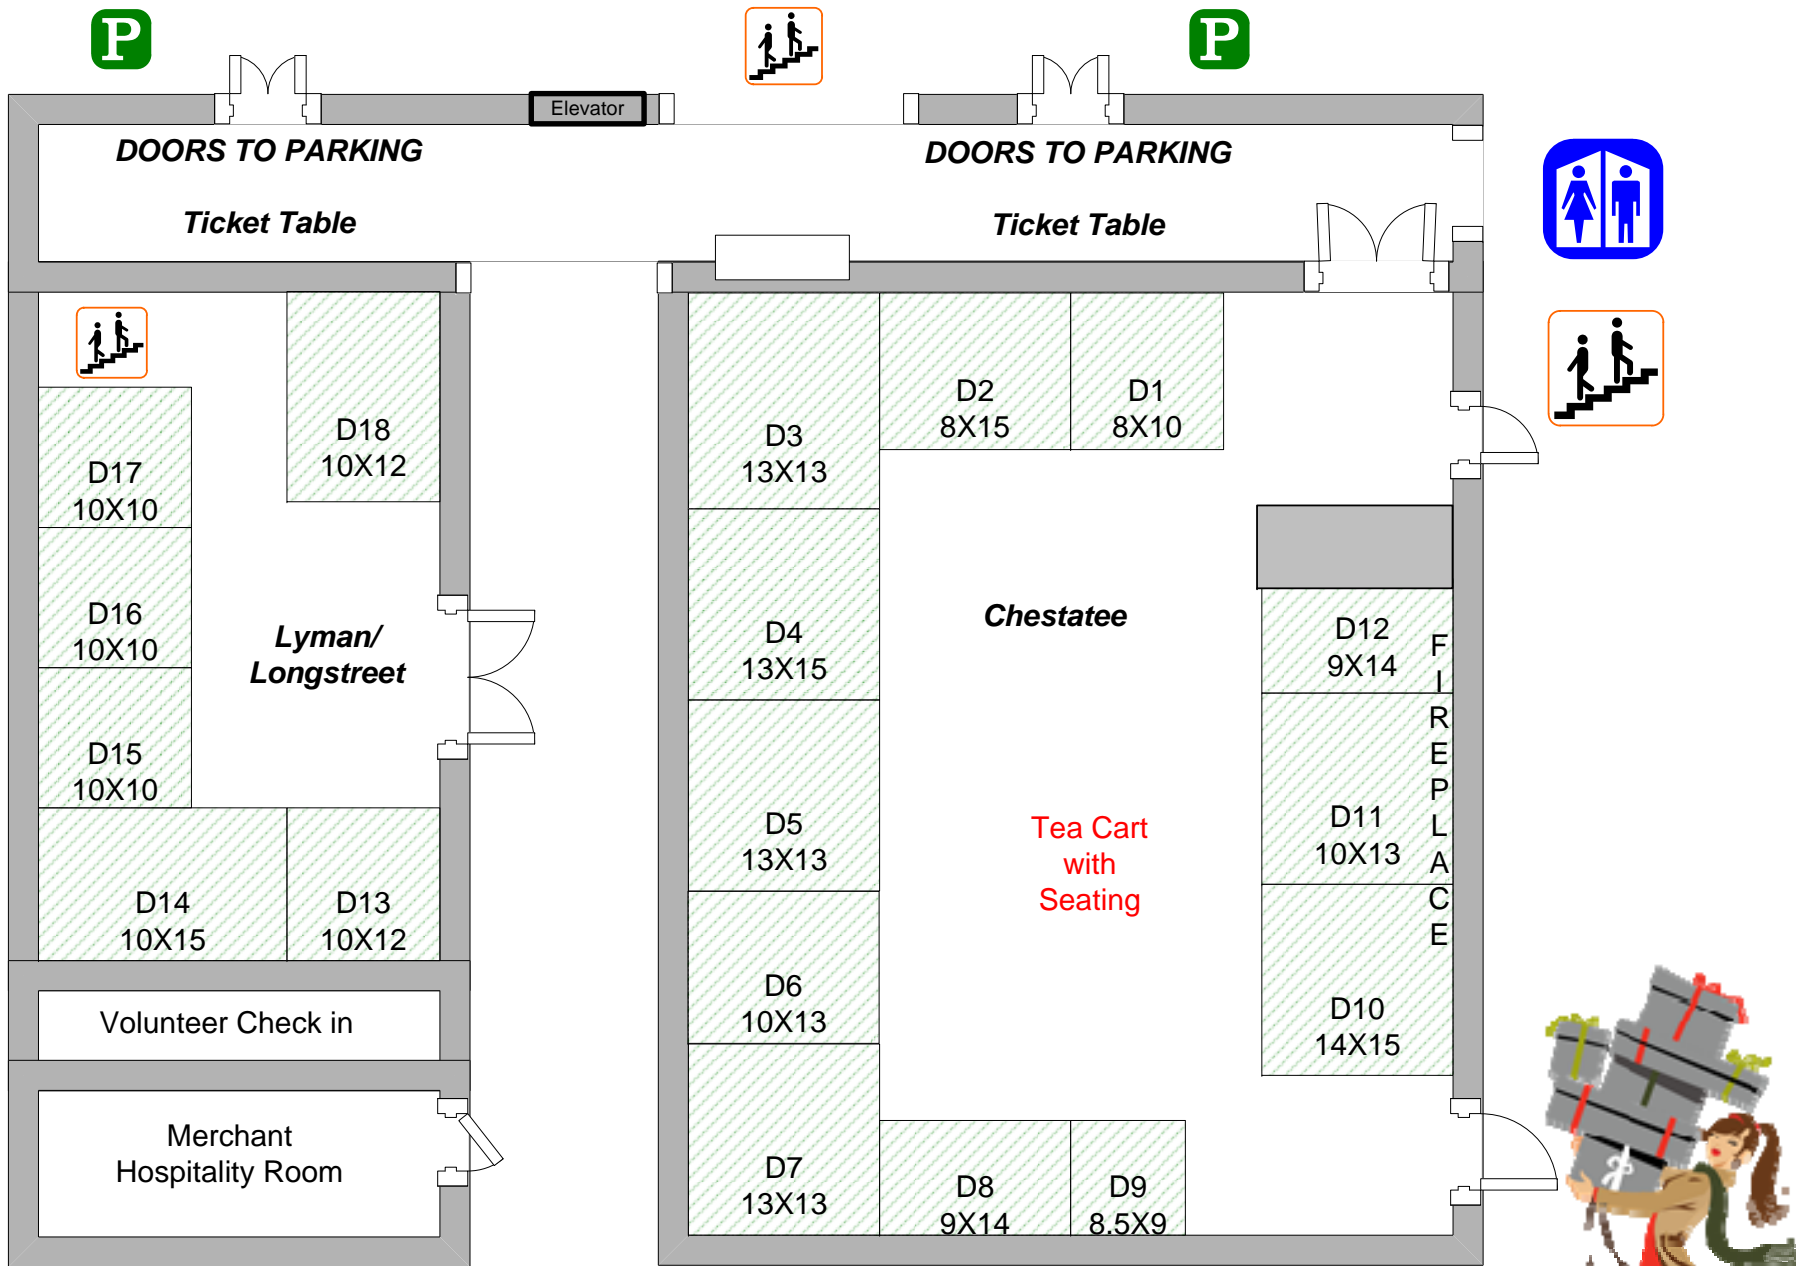 P
P
Elevator
DOORS TO PARKING
DOORS TO PARKING
Ticket Table
Ticket Table
D18
10X12
D17
10X10
D16
10X10
D15
10X10
D14
10X15
D13
10X12
Lyman/
Longstreet
Volunteer Check in
Merchant
Hospitality Room
D3
13X13
D2
8X15
D1
8X10
D4
13X15
D5
13X13
D6
10X13
D7
13X13
D8
9X14
D9
8.5X9
Chestatee
Tea Cart
with
Seating
D12
9X14
D11
10X13
D10
14X15
FIREPLACE